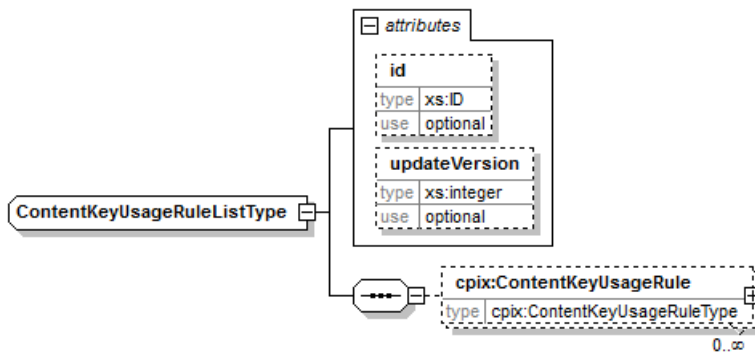 attributes
id
type xs:ID
use optional
updateVersion
type xs:integer
use optional
ContentKeyUsageRuleListType
cpix:ContentKeyUsageRule
type cpix:ContentKeyUsageRuleType
0..∞